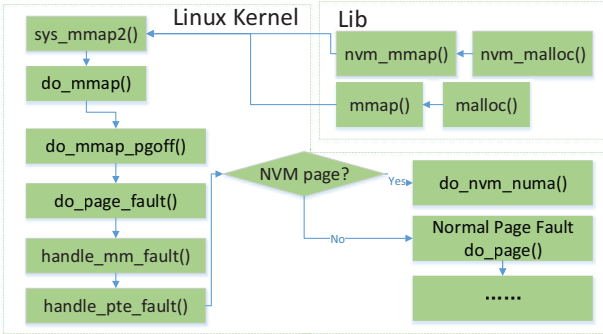 Linux Kernel
Lib
sys_mmap2()
nvm_mmap()
nvm_malloc()
do_mmap()
mmap()
malloc()
do_mmap_pgoff()
NVM page?
Yes
do_nvm_numa()
do_page_fault()
No
Normal Page Fault
do_page()
handle_mm_fault()
handle_pte_fault()
......